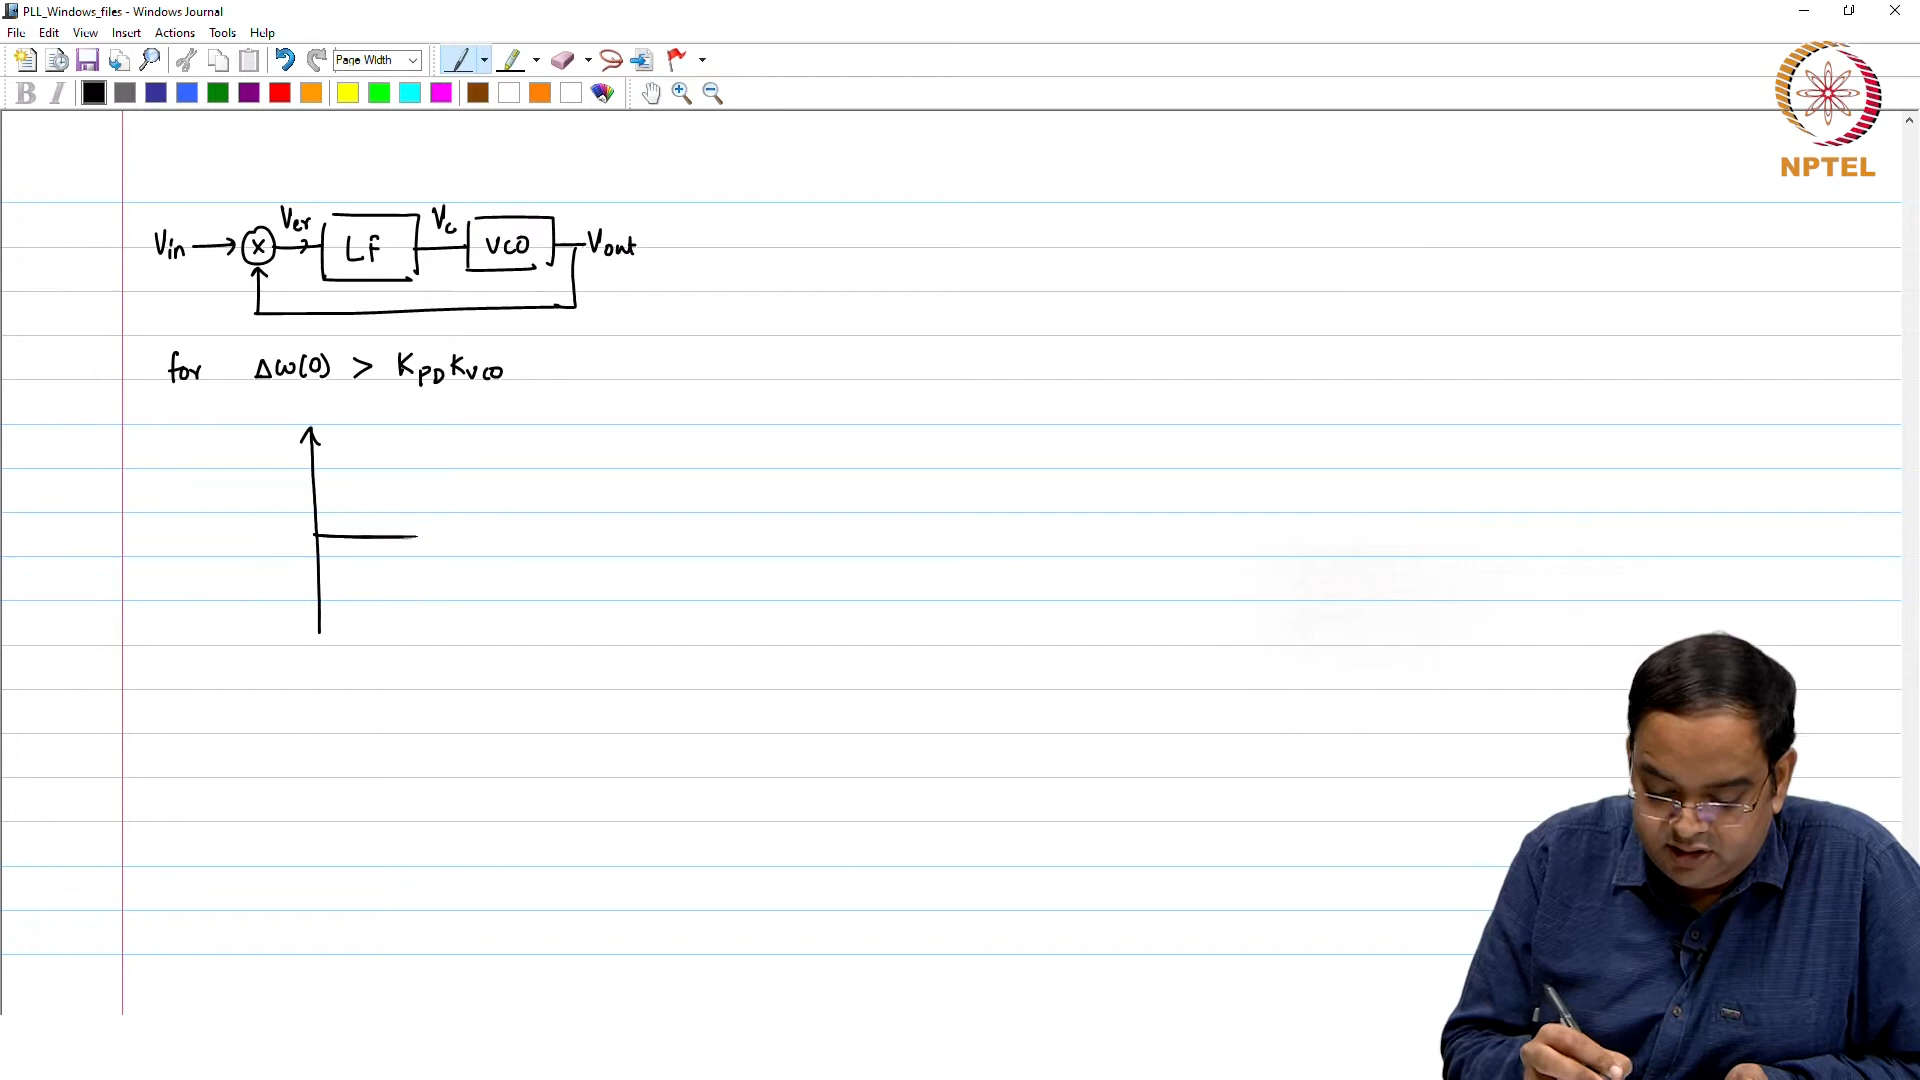 PLL_Windows_files - Windows Journal
File Edit View Insert Actions Tools Help
Page Width
B I
NPTEL
Vin X Ver LF Vc VCO Vout
for Δω(0) > KPD KVCO